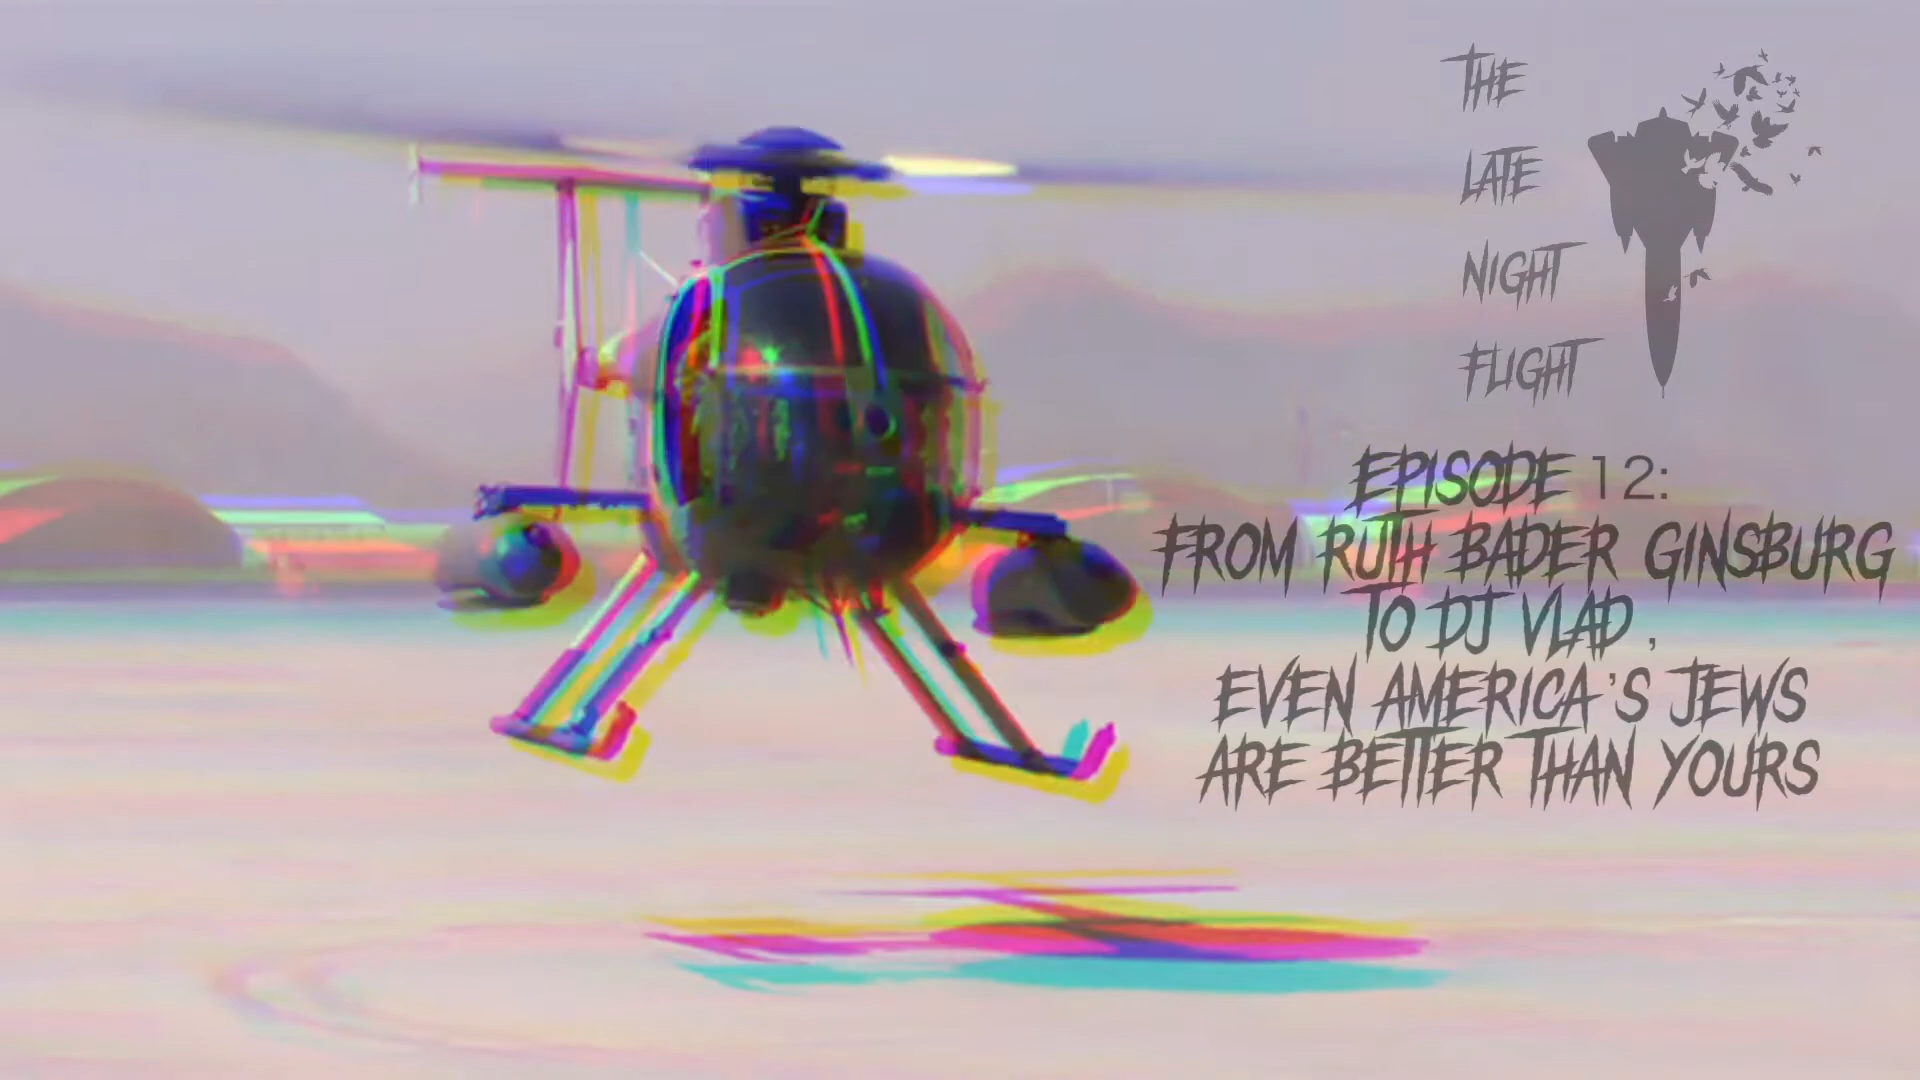 THE
LATE
NIGHT
FLIGHT
EPISODE 12:
FROM RUTH BADER GINSBURG
TO DJ VLAD,
EVEN AMERICA'S JEWS
ARE BETTER THAN YOURS